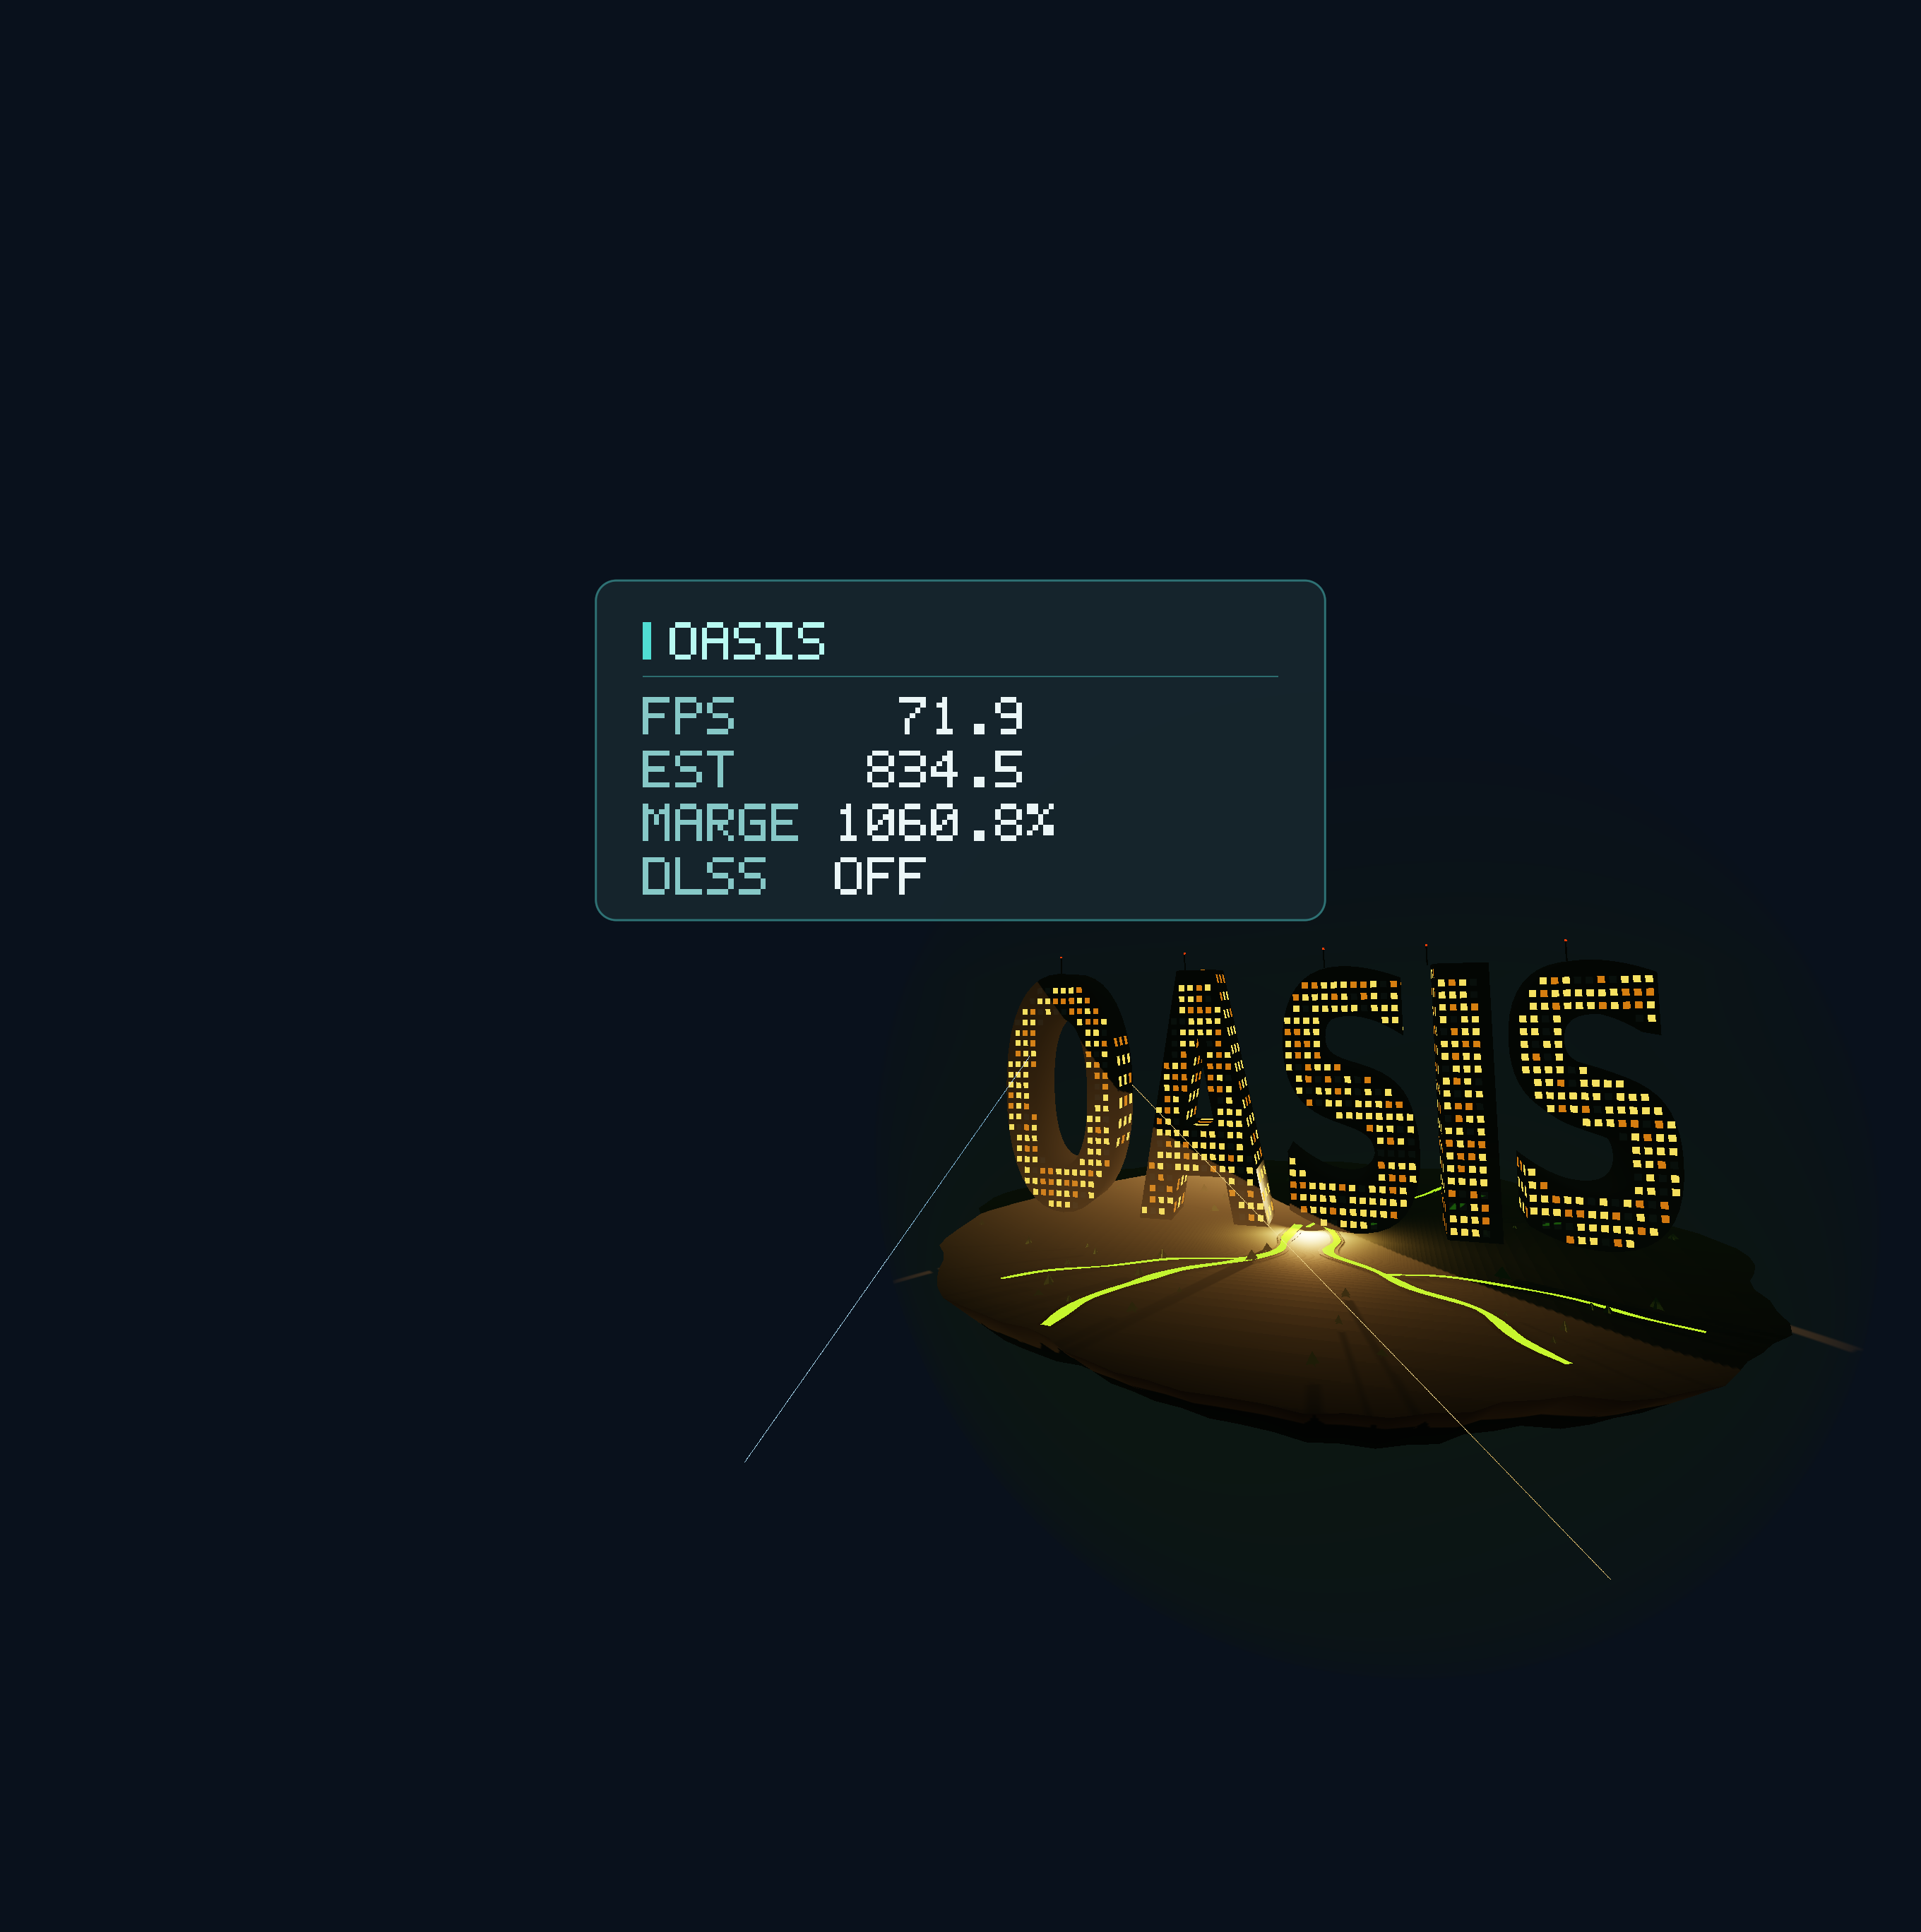 OASIS
FPS 71.9
EST 834.5
MARGE 1060.8%
DLSS OFF
OASIS